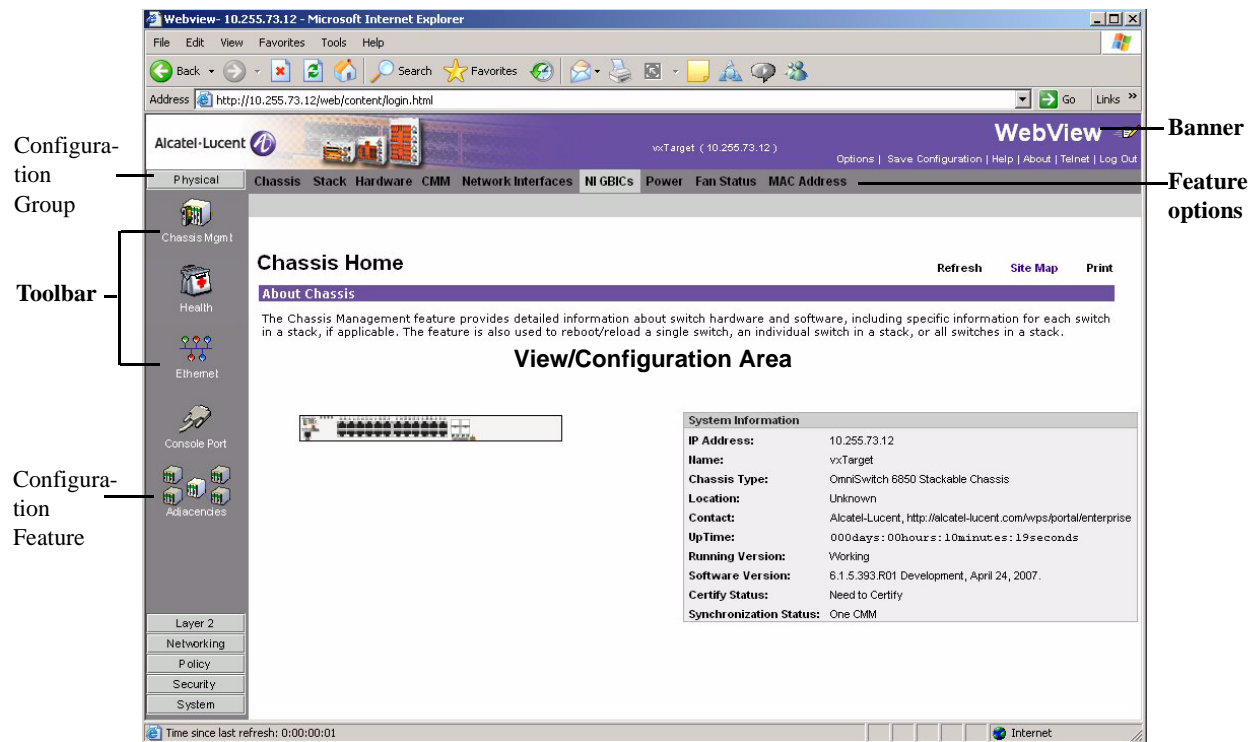 Webview- 10.255.73.12 - Microsoft Internet Explorer
File Edit View Favorites Tools Help
Back Search Favorites
Address http://10.255.73.12/web/content/login.html Go Links »
Alcatel·Lucent
vxTarget ( 10.255.73.12 )
WebView
Options | Save Configuration | Help | About | Telnet | Log Out
Banner
Configura-
tion
Group
Physical
Chassis Stack Hardware CMM Network Interfaces NI GBICs Power Fan Status MAC Address
Feature
options
Toolbar
Chassis Mgmt
Health
Ethernet
Console Port
Adjacencies
Configura-
tion
Feature
Layer 2
Networking
Policy
Security
System
Chassis Home
Refresh Site Map Print
About Chassis
The Chassis Management feature provides detailed information about switch hardware and software, including specific information for each switch
in a stack, if applicable. The feature is also used to reboot/reload a single switch, an individual switch in a stack, or all switches in a stack.
View/Configuration Area
System Information
IP Address: 10.255.73.12
Name: vxTarget
Chassis Type: OmniSwitch 6850 Stackable Chassis
Location: Unknown
Contact: Alcatel-Lucent, http://alcatel-lucent.com/wps/portal/enterprise
UpTime: 000days:00hours:10minutes:19seconds
Running Version: Working
Software Version: 6.1.5.393.R01 Development, April 24, 2007.
Certify Status: Need to Certify
Synchronization Status: One CMM
Time since last refresh: 0:00:00:01 Internet